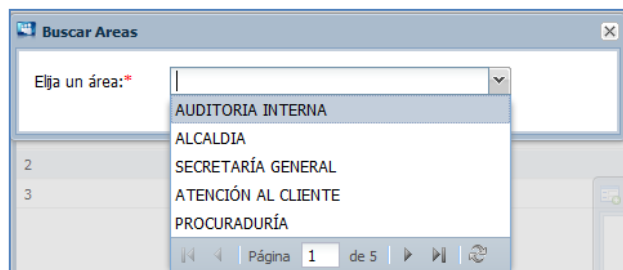 Buscar Areas
Elija un área:*
AUDITORIA INTERNA
ALCALDIA
2
SECRETARÍA GENERAL
3
ATENCIÓN AL CLIENTE
PROCURADURÍA
Página 1 de 5